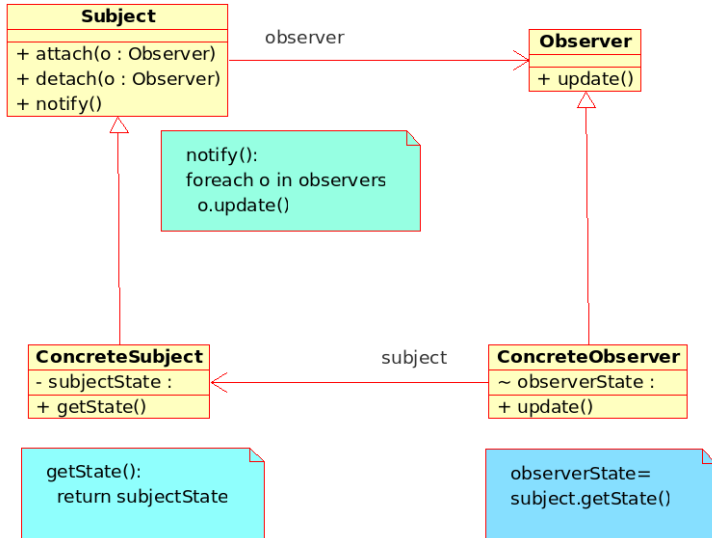 Subject
+ attach(o : Observer)
+ detach(o : Observer)
+ notify()
observer
Observer
+ update()
notify():
foreach o in observers
o.update()
ConcreteSubject
- subjectState :
+ getState()
subject
ConcreteObserver
~ observerState :
+ update()
getState():
return subjectState
observerState=
subject.getState()